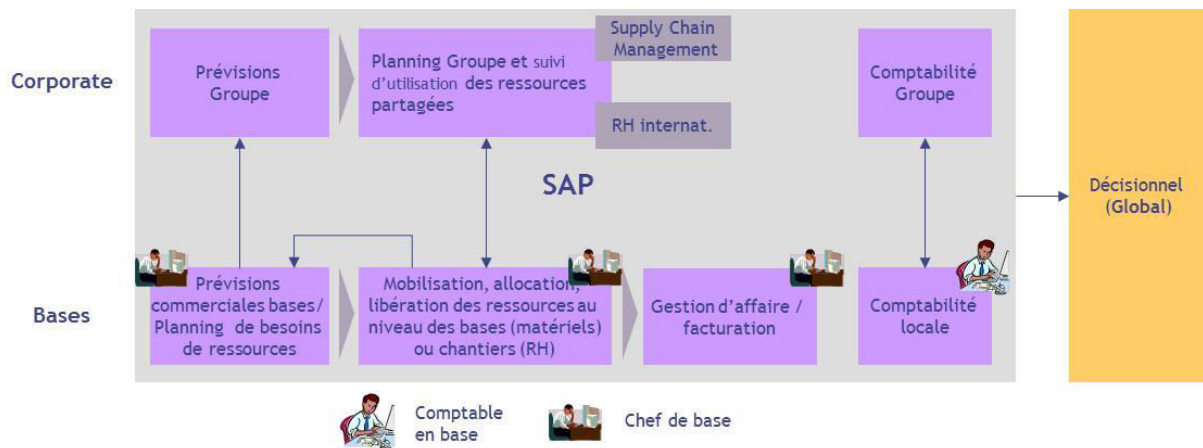 Corporate
Prévisions
Groupe
Planning Groupe et suivi
d'utilisation des ressources
partagées
Supply Chain
Management
RH internat.
Comptabilité
Groupe
SAP
Décisionnel
(Global)
Bases
Prévisions
commerciales bases/
Planning de besoins
de ressources
Mobilisation, allocation,
libération des ressources au
niveau des bases (matériels)
ou chantiers (RH)
Gestion d'affaire /
facturation
Comptabilité
locale
Comptable
en base
Chef de base